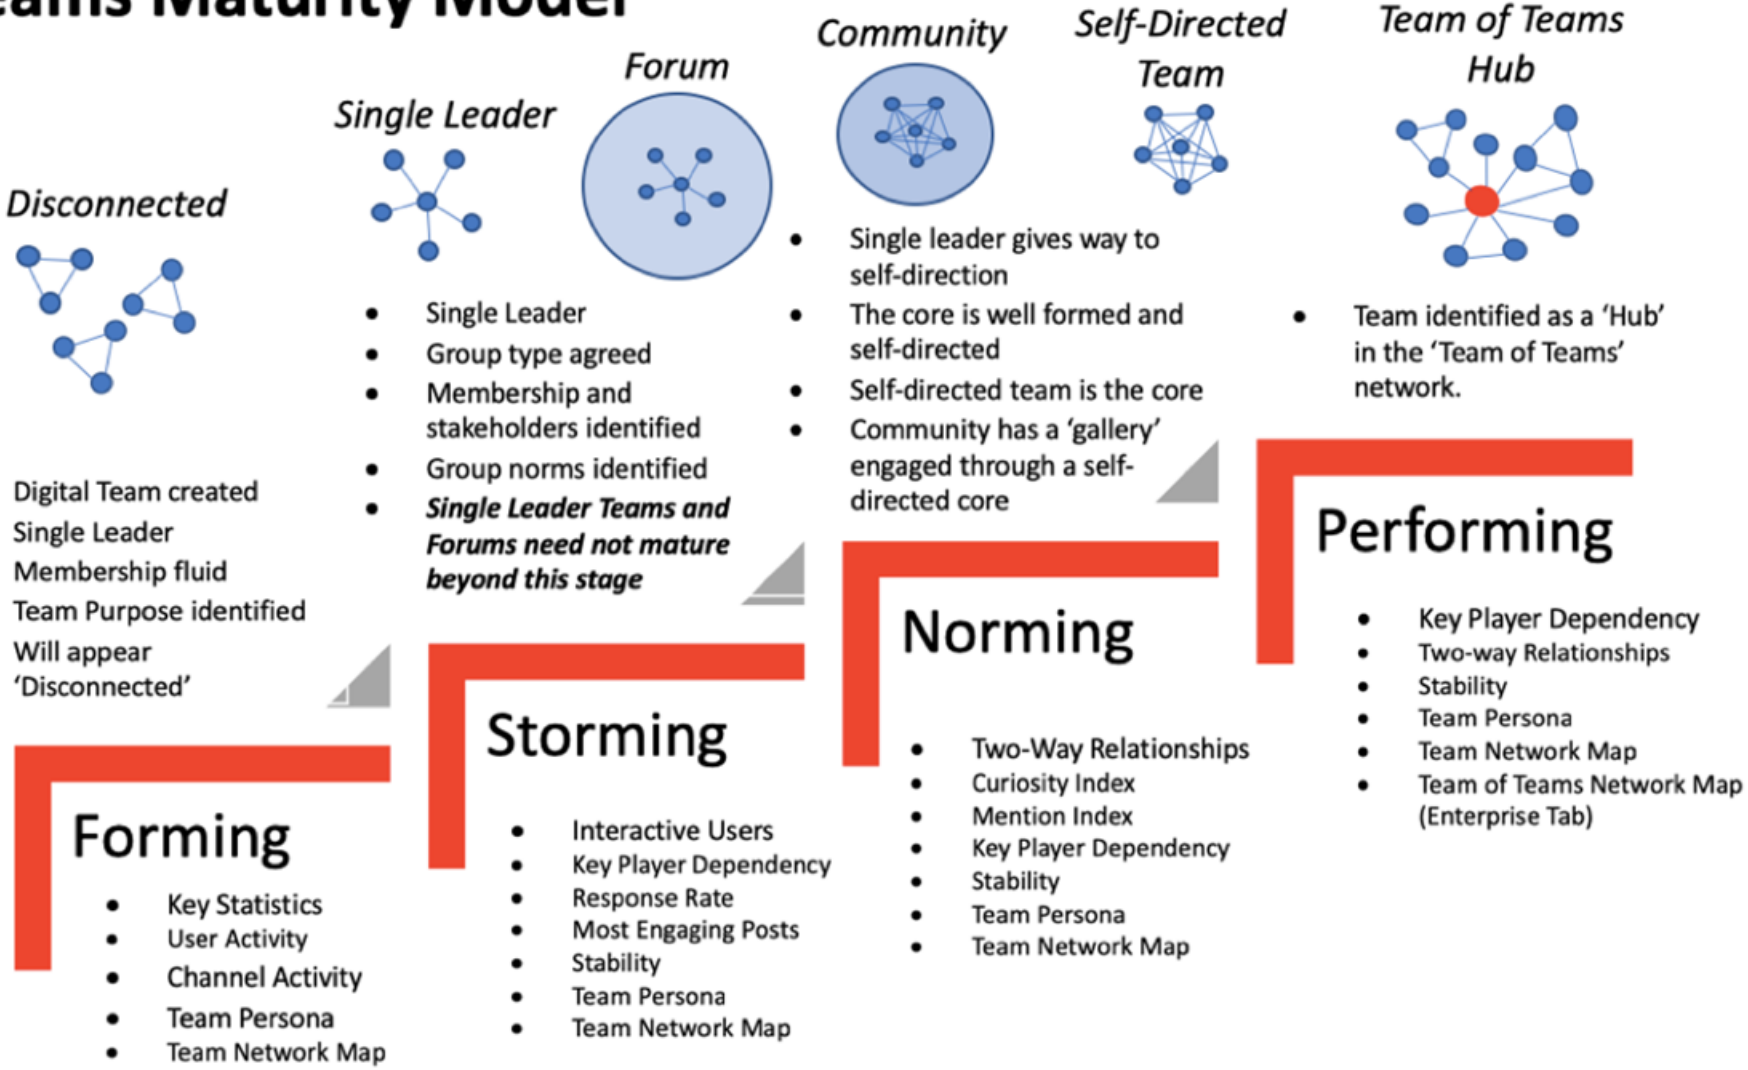 Maturity Model
Disconnected
Digital Team created
Single Leader
Membership fluid
Team Purpose identified
Will appear
‘Disconnected’
Forming
• Key Statistics
• User Activity
• Channel Activity
• Team Persona
• Team Network Map
Single Leader
Forum
• Single Leader
• Group type agreed
• Membership and
stakeholders identified
• Group norms identified
• Single Leader Teams and
Forums need not mature
beyond this stage
Storming
• Interactive Users
• Key Player Dependency
• Response Rate
• Most Engaging Posts
• Stability
• Team Persona
• Team Network Map
Community
Self-Directed
Team
• Single leader gives way to
self-direction
• The core is well formed and
self-directed
• Self-directed team is the core
• Community has a ‘gallery’
engaged through a self-
directed core
Norming
• Two-Way Relationships
• Curiosity Index
• Mention Index
• Key Player Dependency
• Stability
• Team Persona
• Team Network Map
Team of Teams
Hub
• Team identified as a ‘Hub’
in the ‘Team of Teams’
network.
Performing
• Key Player Dependency
• Two-way Relationships
• Stability
• Team Persona
• Team Network Map
• Team of Teams Network Map
(Enterprise Tab)